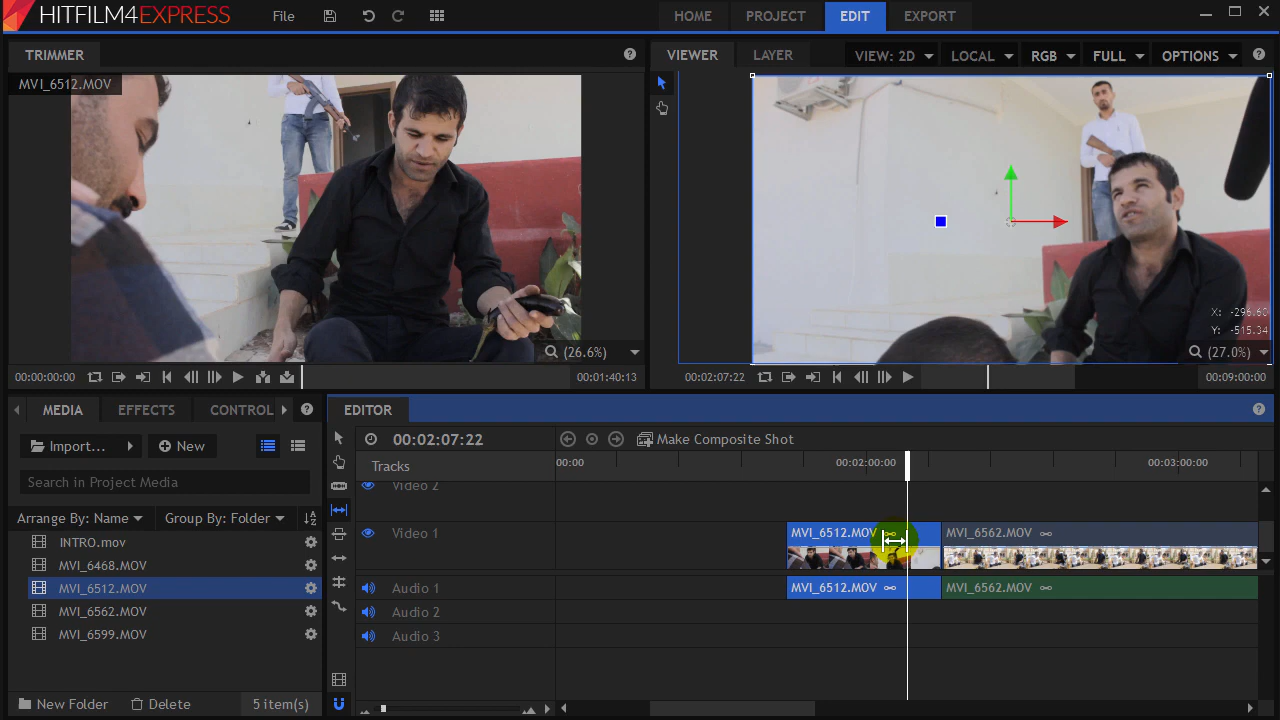 HITFILM4EXPRESS File HOME PROJECT EDIT EXPORT
TRIMMER VIEWER LAYER VIEW: 2D LOCAL RGB FULL OPTIONS
MVI_6512.MOV
X: -296.60
Y: -515.34
(26.6%) (27.0%)
00:00:00:00 00:01:40:13 00:02:07:22 00:09:00:00
MEDIA EFFECTS CONTROL EDITOR
Import... New 00:02:07:22 Make Composite Shot
Tracks 00:00 00:02:00:00 00:03:00:00
Search in Project Media
Video 2
Arrange By: Name Group By: Folder
Video 1 MVI_6512.MOV MVI_6562.MOV
INTRO.mov
MVI_6468.MOV
MVI_6512.MOV
Audio 1 MVI_6512.MOV MVI_6562.MOV
MVI_6562.MOV
Audio 2
MVI_6599.MOV
Audio 3
New Folder Delete 5 item(s)